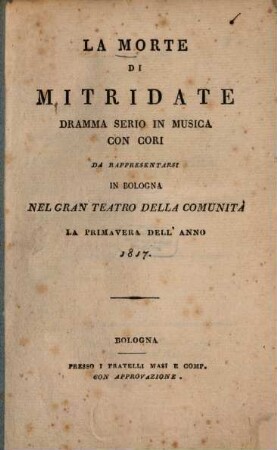 LA MORTE
DI
MITRIDATE
DRAMMA SERIO IN MUSICA
CON CORI
DA RAPPRESENTARSI
IN BOLOGNA
NEL GRAN TEATRO DELLA COMUNITÀ
LA PRIMAVERA DELL' ANNO
1817.
BOLOGNA
PRESSO I FRATELLI MASI E COMP.
CON APPROVAZIONE.